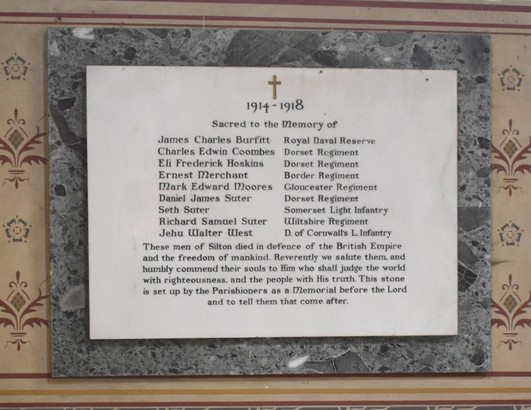 1914-1918
Sacred to the Memory of
James Charles Burfitt Royal Naval Reserve
Charles Edwin Coombes Dorset Regiment
Eli Frederick Hoskins Dorset Regiment
Ernest Merchant Border Regiment
Mark Edward Moores Gloucester Regiment
Daniel James Suter Dorset Regiment
Seth Suter Somerset Light Infantry
Richard Samuel Suter Wiltshire Regiment
Jehu Walter West D. of Cornwall's L. Infantry
These men of Silton died in defence of the British Empire
and the freedom of mankind. Reverently we salute them, and
humbly commend their souls to Him who shall judge the world
with righteousness, and the people with His truth. This stone
is set up by the Parishioners as a Memorial before the Lord
and to tell them that come after.